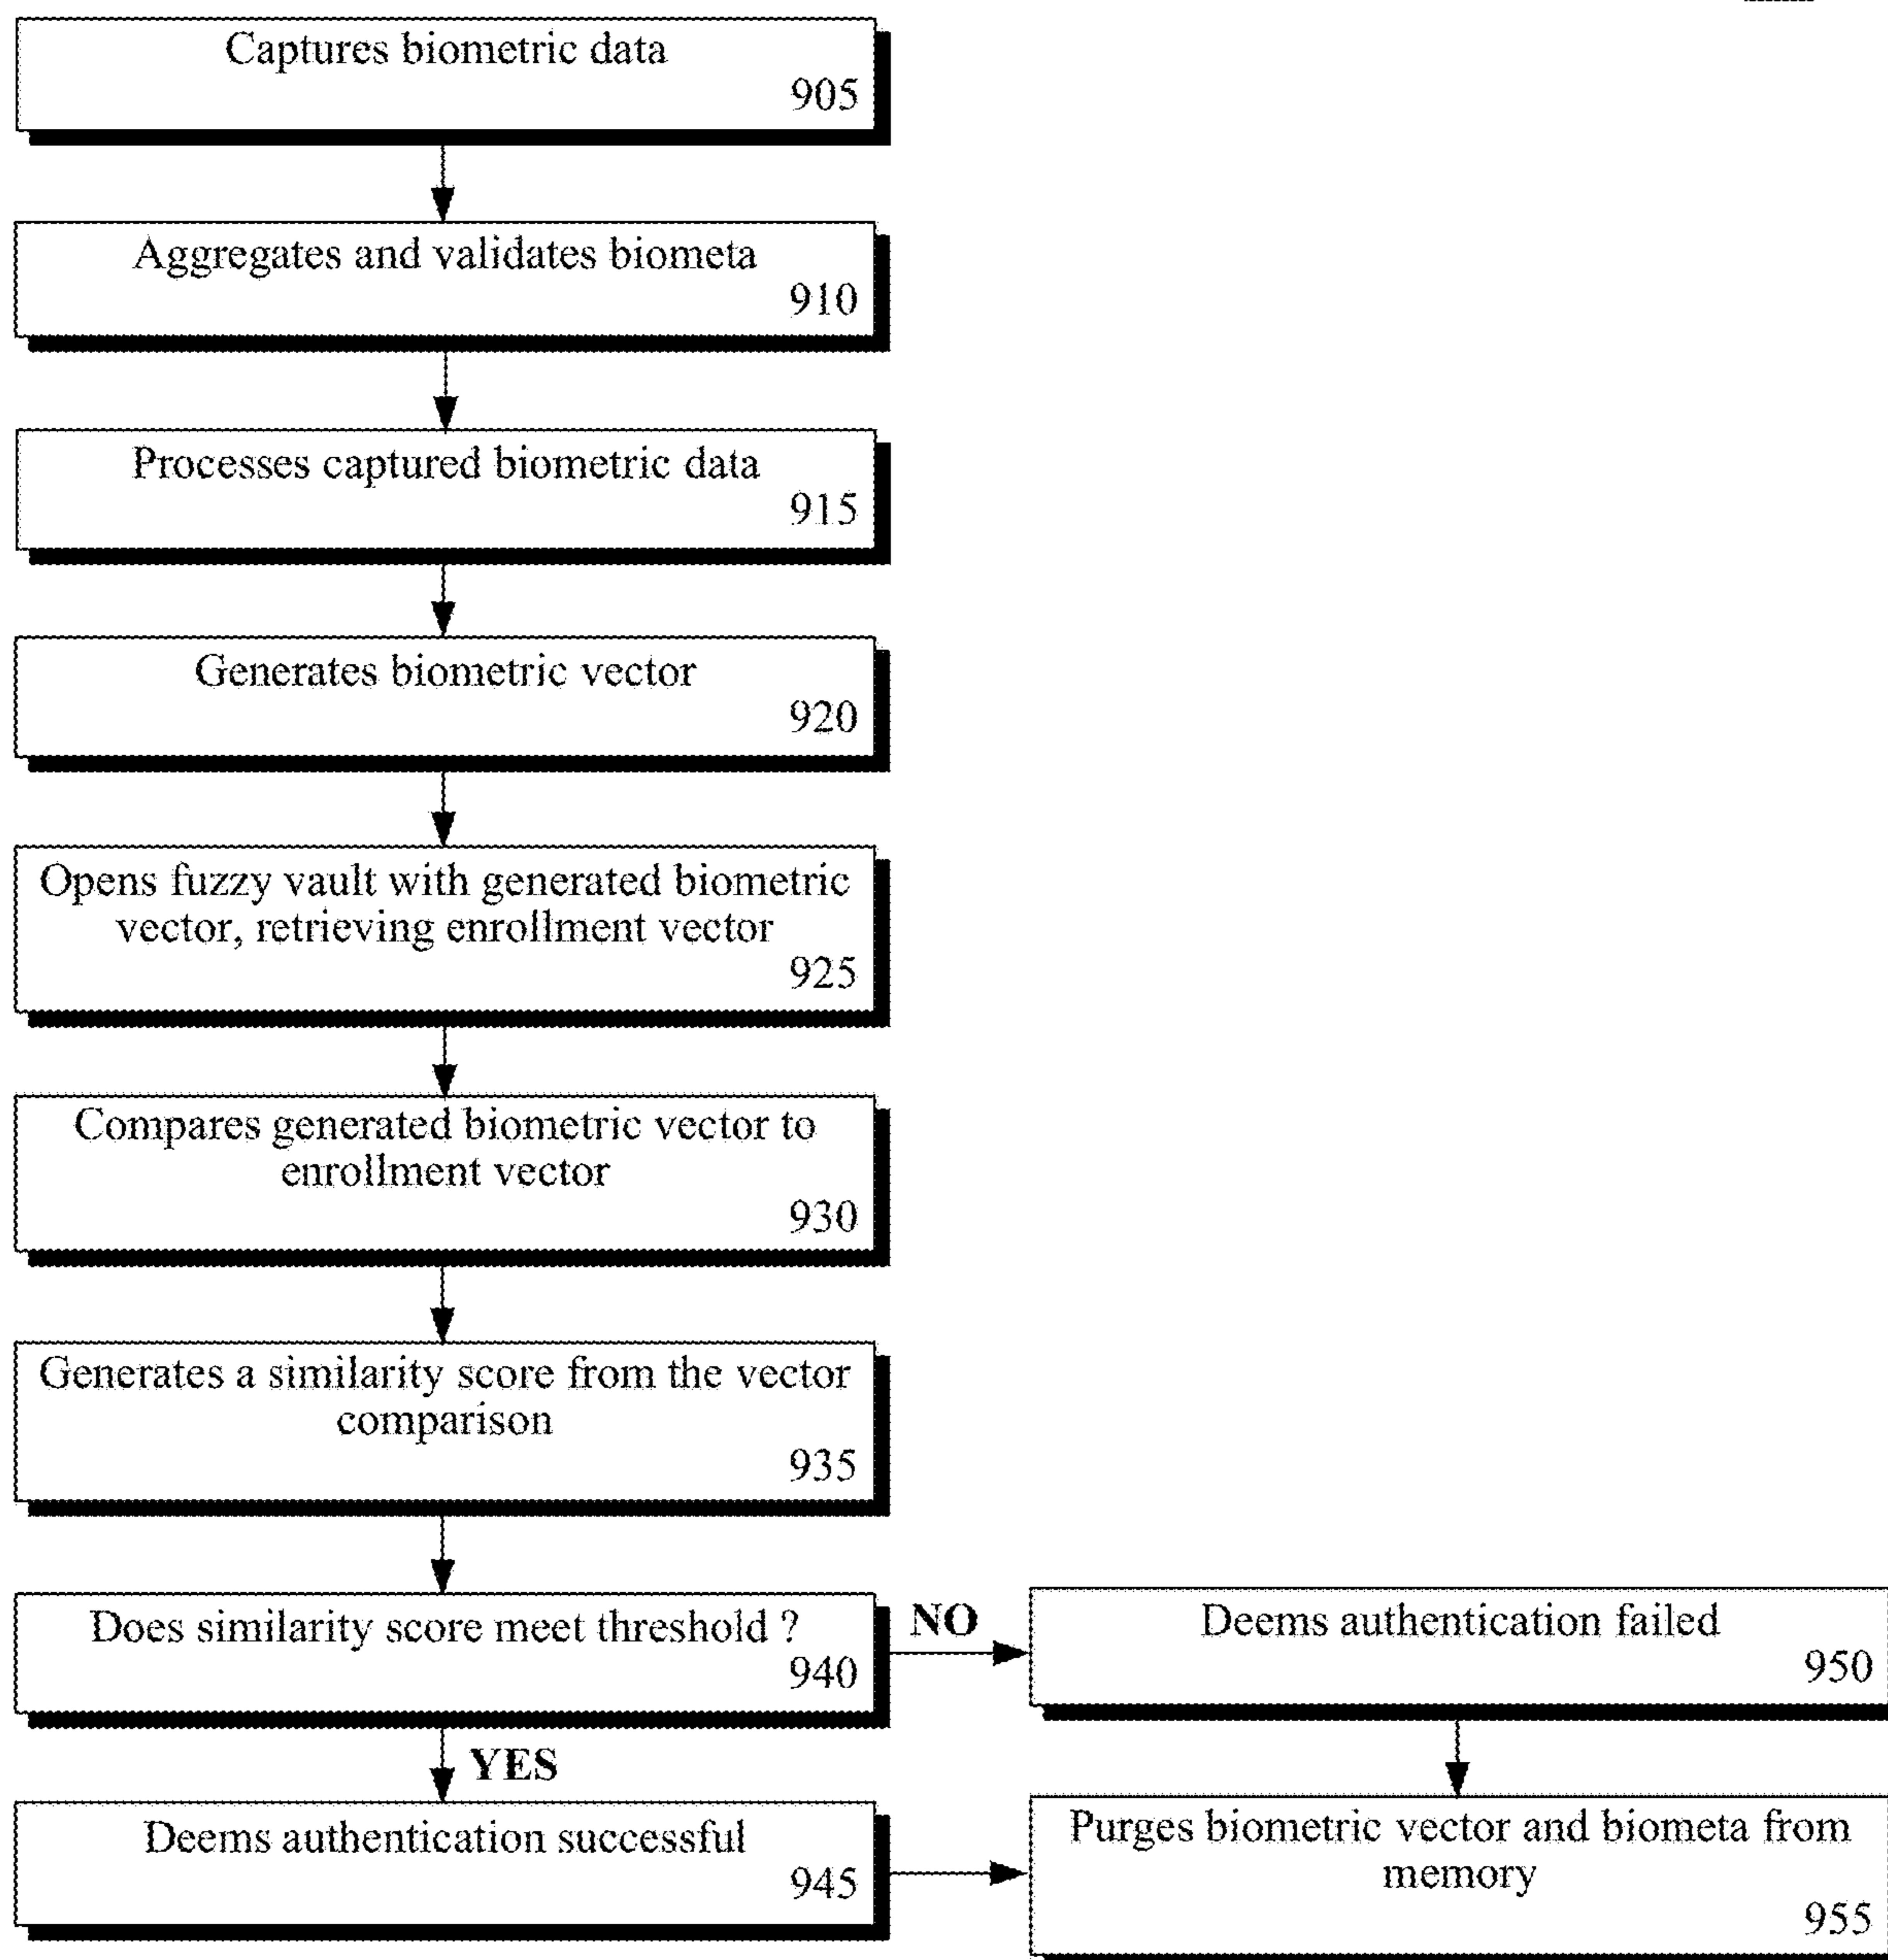 Captures biometric data
905
Aggregates and validates biometa
910
Processes captured biometric data
915
Generates biometric vector
920
Opens fuzzy vault with generated biometric
vector, retrieving enrollment vector
925
Compares generated biometric vector to
enrollment vector
930
Generates a similarity score from the vector
comparison
935
Does similarity score meet threshold ?
940
NO
Deems authentication failed
950
YES
Deems authentication successful
945
Purges biometric vector and biometa from
memory
955